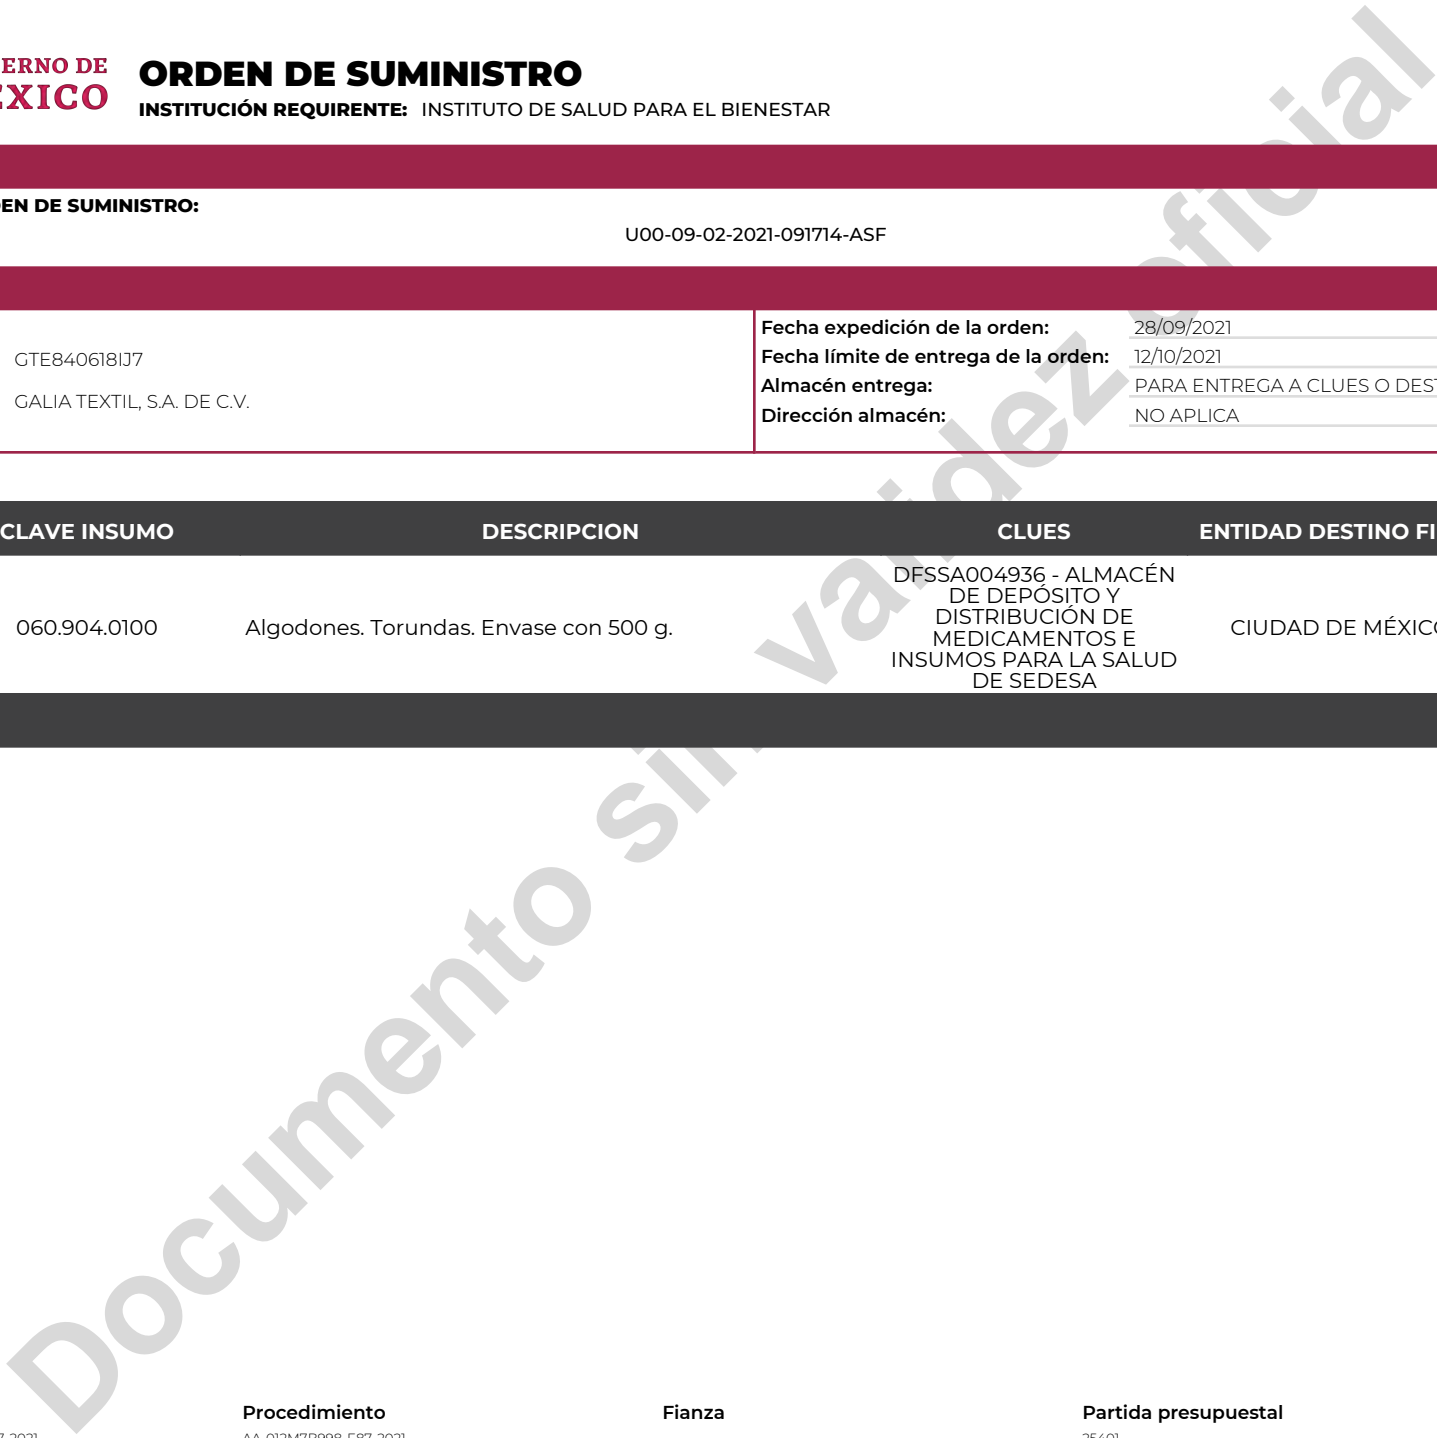 ERNO DE
ÉXICO
ORDEN DE SUMINISTRO
INSTITUCIÓN REQUIRENTE: INSTITUTO DE SALUD PARA EL BIENESTAR
EN DE SUMINISTRO:
U00-09-02-2021-091714-ASF
GTE840618IJ7
GALIA TEXTIL, S.A. DE C.V.
Fecha expedición de la orden: 28/09/2021
Fecha límite de entrega de la orden: 12/10/2021
Almacén entrega: PARA ENTREGA A CLUES O DEST
Dirección almacén: NO APLICA
CLAVE INSUMO DESCRIPCION CLUES ENTIDAD DESTINO FI
060.904.0100 Algodones. Torundas. Envase con 500 g.
DFSSA004936 - ALMACÉN
DE DEPÓSITO Y
DISTRIBUCIÓN DE
MEDICAMENTOS E
INSUMOS PARA LA SALUD
DE SEDESA
CIUDAD DE MÉXICO
Documento sin validez oficial
Procedimiento Fianza Partida presupuestal